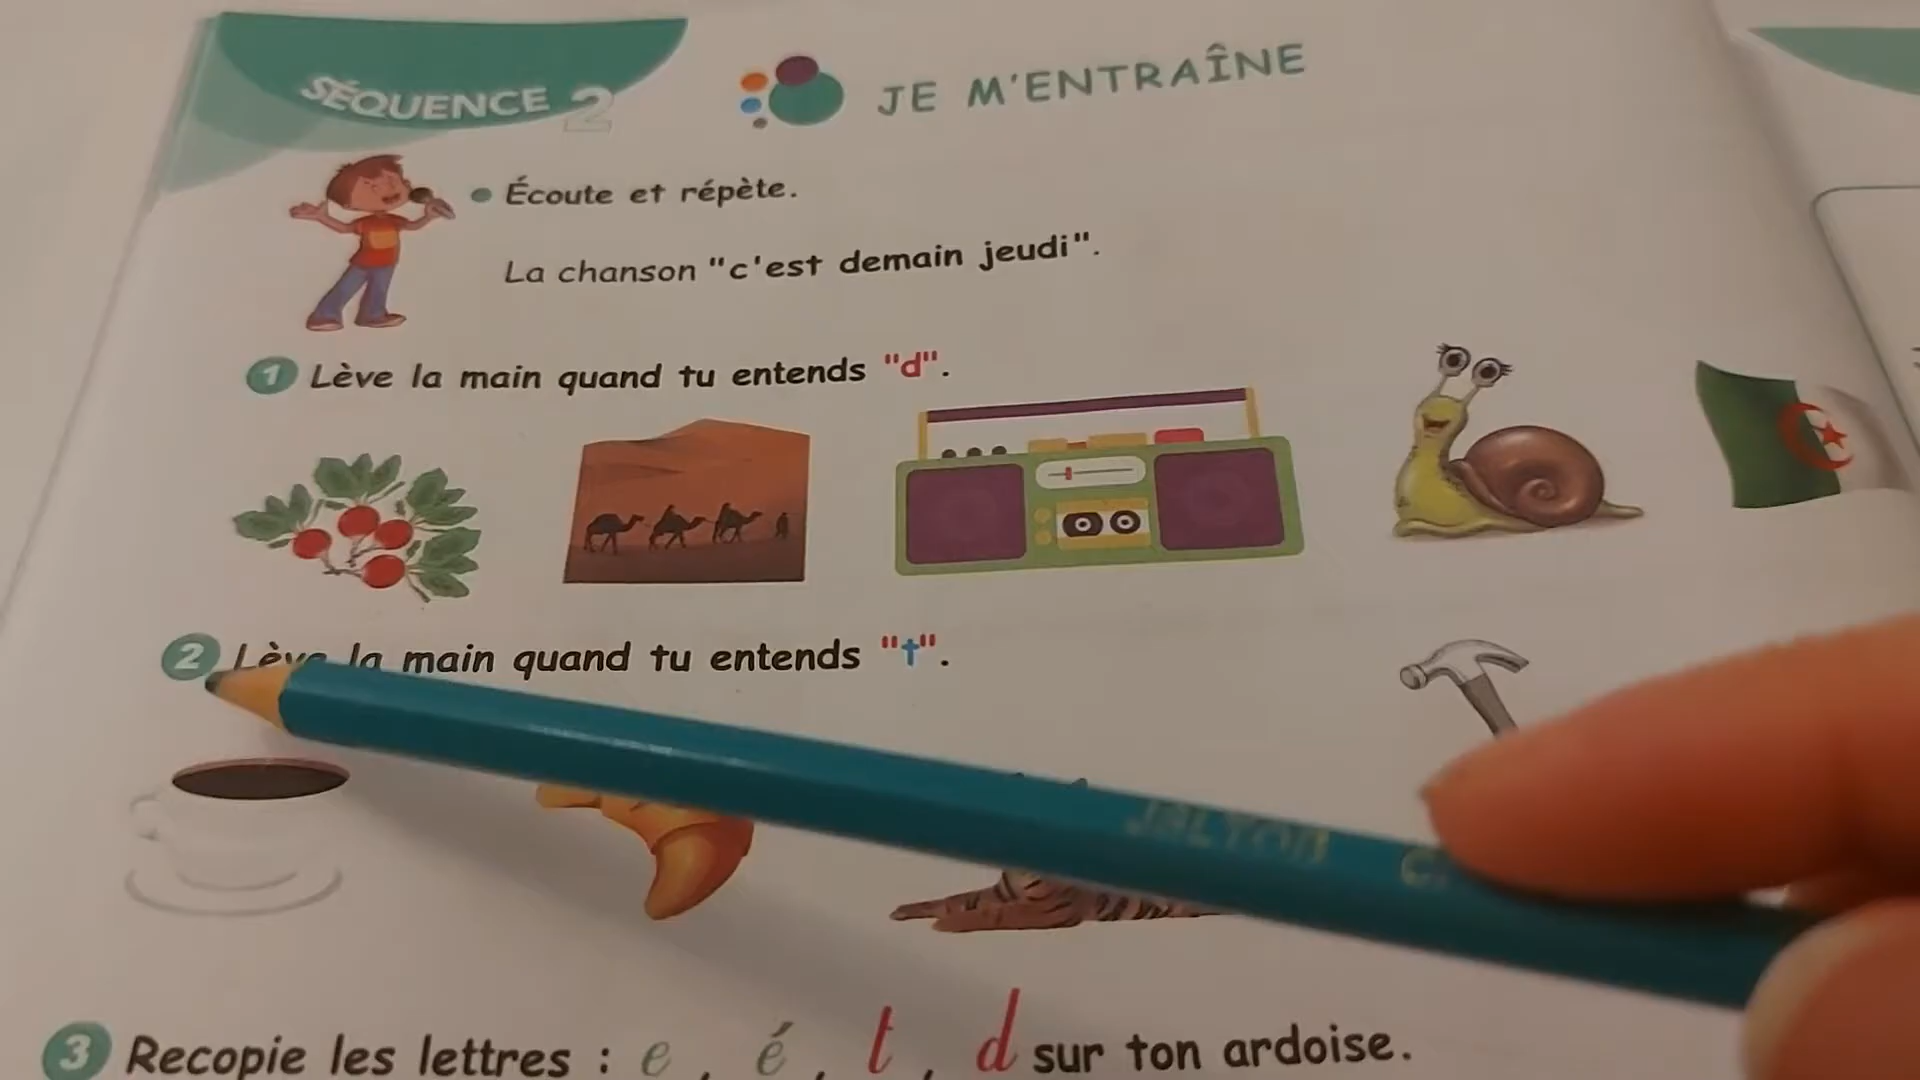 SÉQUENCE 2
JE M'ENTRAÎNE
• Écoute et répète.
La chanson "c'est demain jeudi".
1 Lève la main quand tu entends "d".
2 Lève la main quand tu entends "t".
3 Recopie les lettres : e , é , t , d sur ton ardoise.